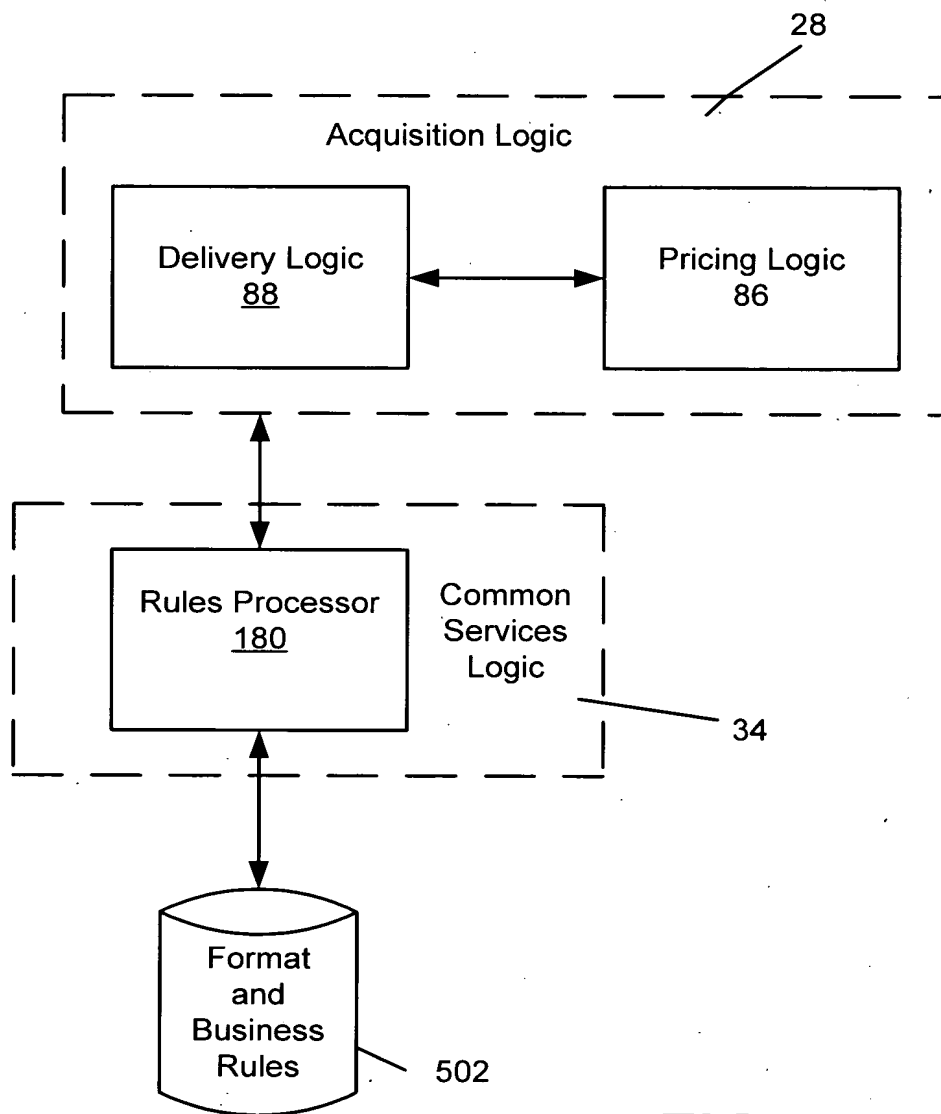 28
Acquisition Logic
Delivery Logic
88
Pricing Logic
86
Rules Processor
180
Common
Services
Logic
34
Format
and
Business
Rules
502